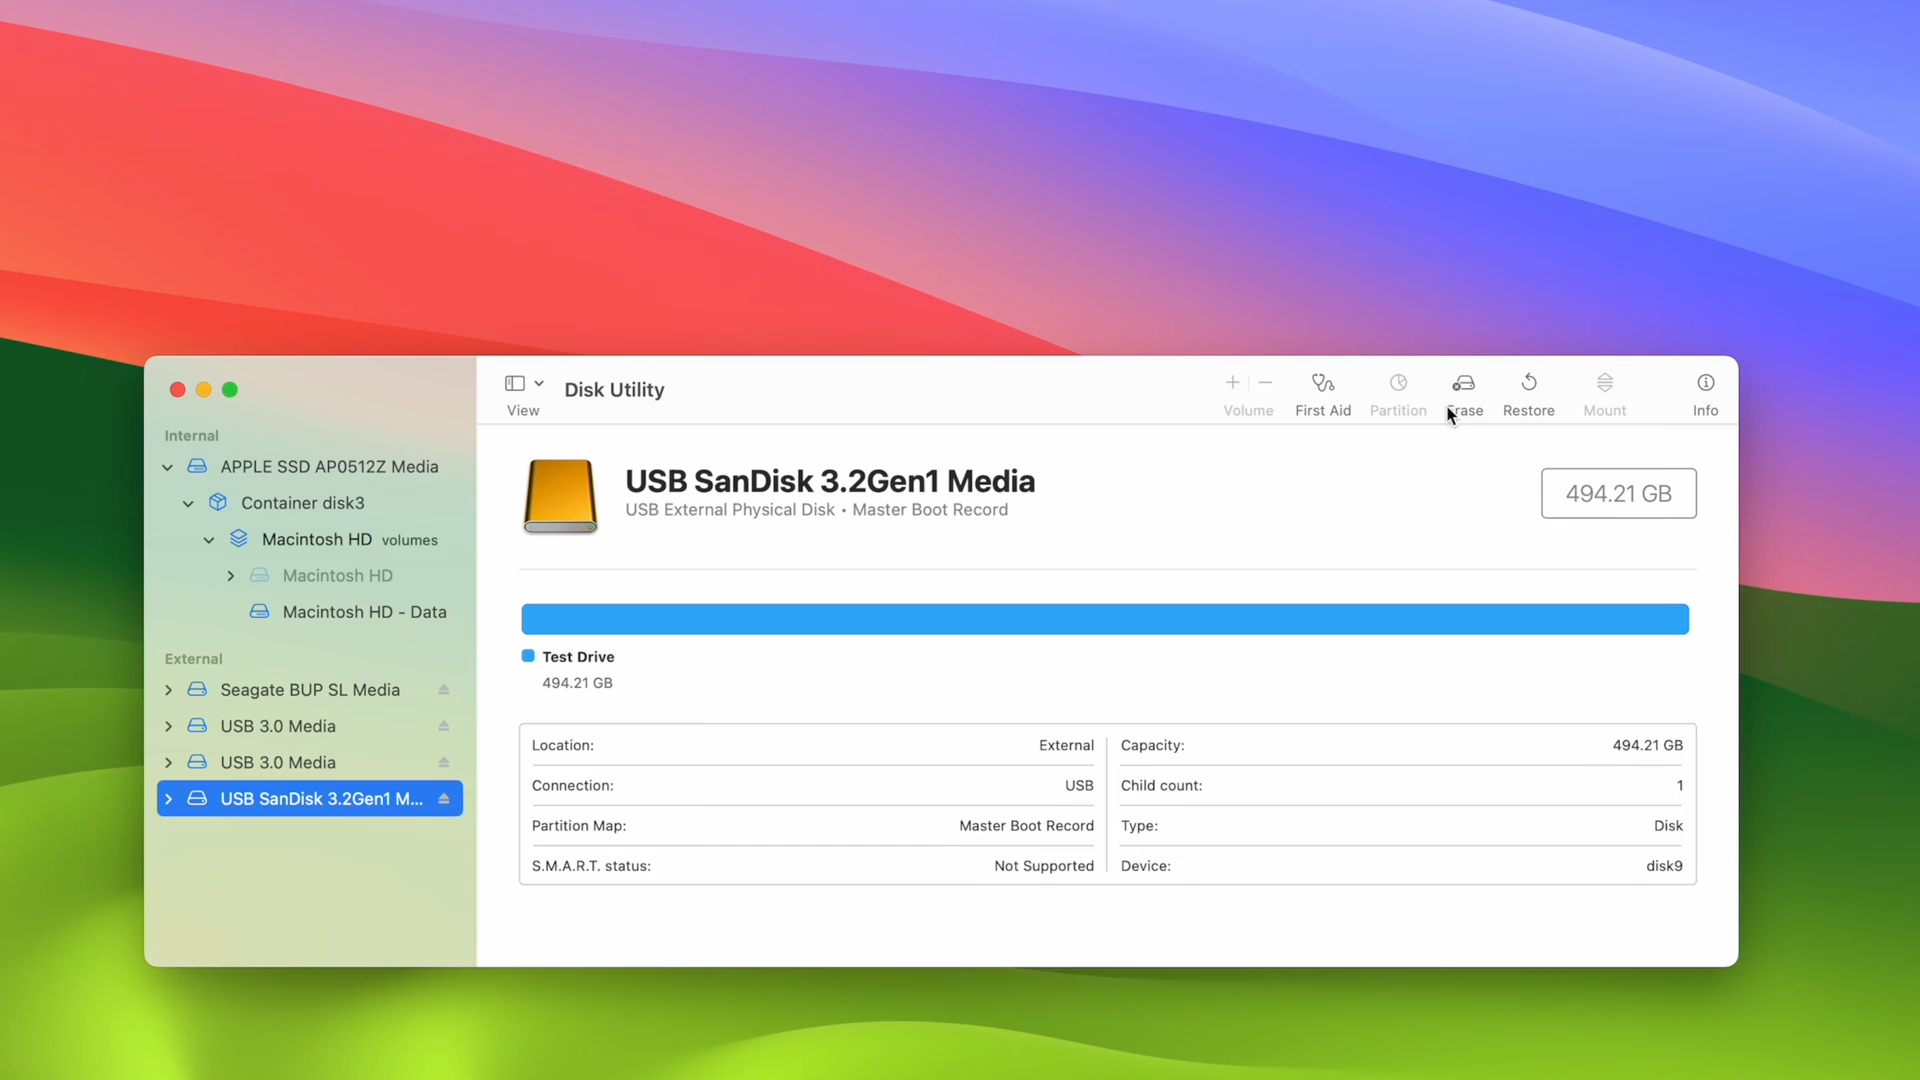 Disk Utility
View
Volume
First Aid
Partition
Erase
Restore
Mount
Info
Internal
APPLE SSD AP0512Z Media
Container disk3
Macintosh HD volumes
Macintosh HD
Macintosh HD - Data
External
Seagate BUP SL Media
USB 3.0 Media
USB 3.0 Media
USB SanDisk 3.2Gen1 M...
USB SanDisk 3.2Gen1 Media
USB External Physical Disk • Master Boot Record
494.21 GB
Test Drive
494.21 GB
Location: External
Connection: USB
Partition Map: Master Boot Record
S.M.A.R.T. status: Not Supported
Capacity: 494.21 GB
Child count: 1
Type: Disk
Device: disk9